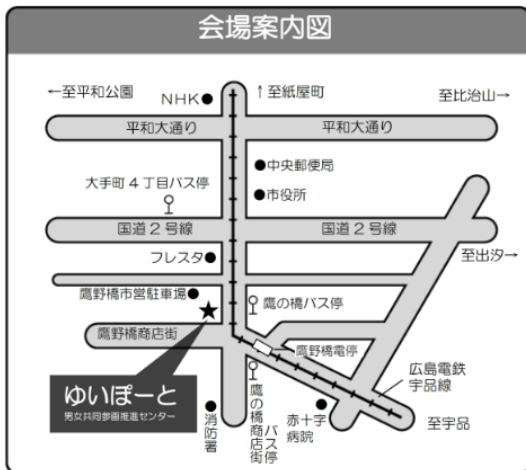 会場案内図
←至平和公園
NHK●
↑至紙屋町
至比治山→
平和大通り
平和大通り
●中央郵便局
大手町4丁目バス停
●市役所
国道2号線
国道2号線
フレスタ●
至出汐→
鷹野橋市営駐車場●
鷹の橋バス停
★
鷹野橋商店街
鷹野橋電停
広島電鉄
宇品線
ゆいぽーと
男女共同参画推進センター
●消防署
鷹の橋商店街
バス停
●
赤十字
病院
至宇品